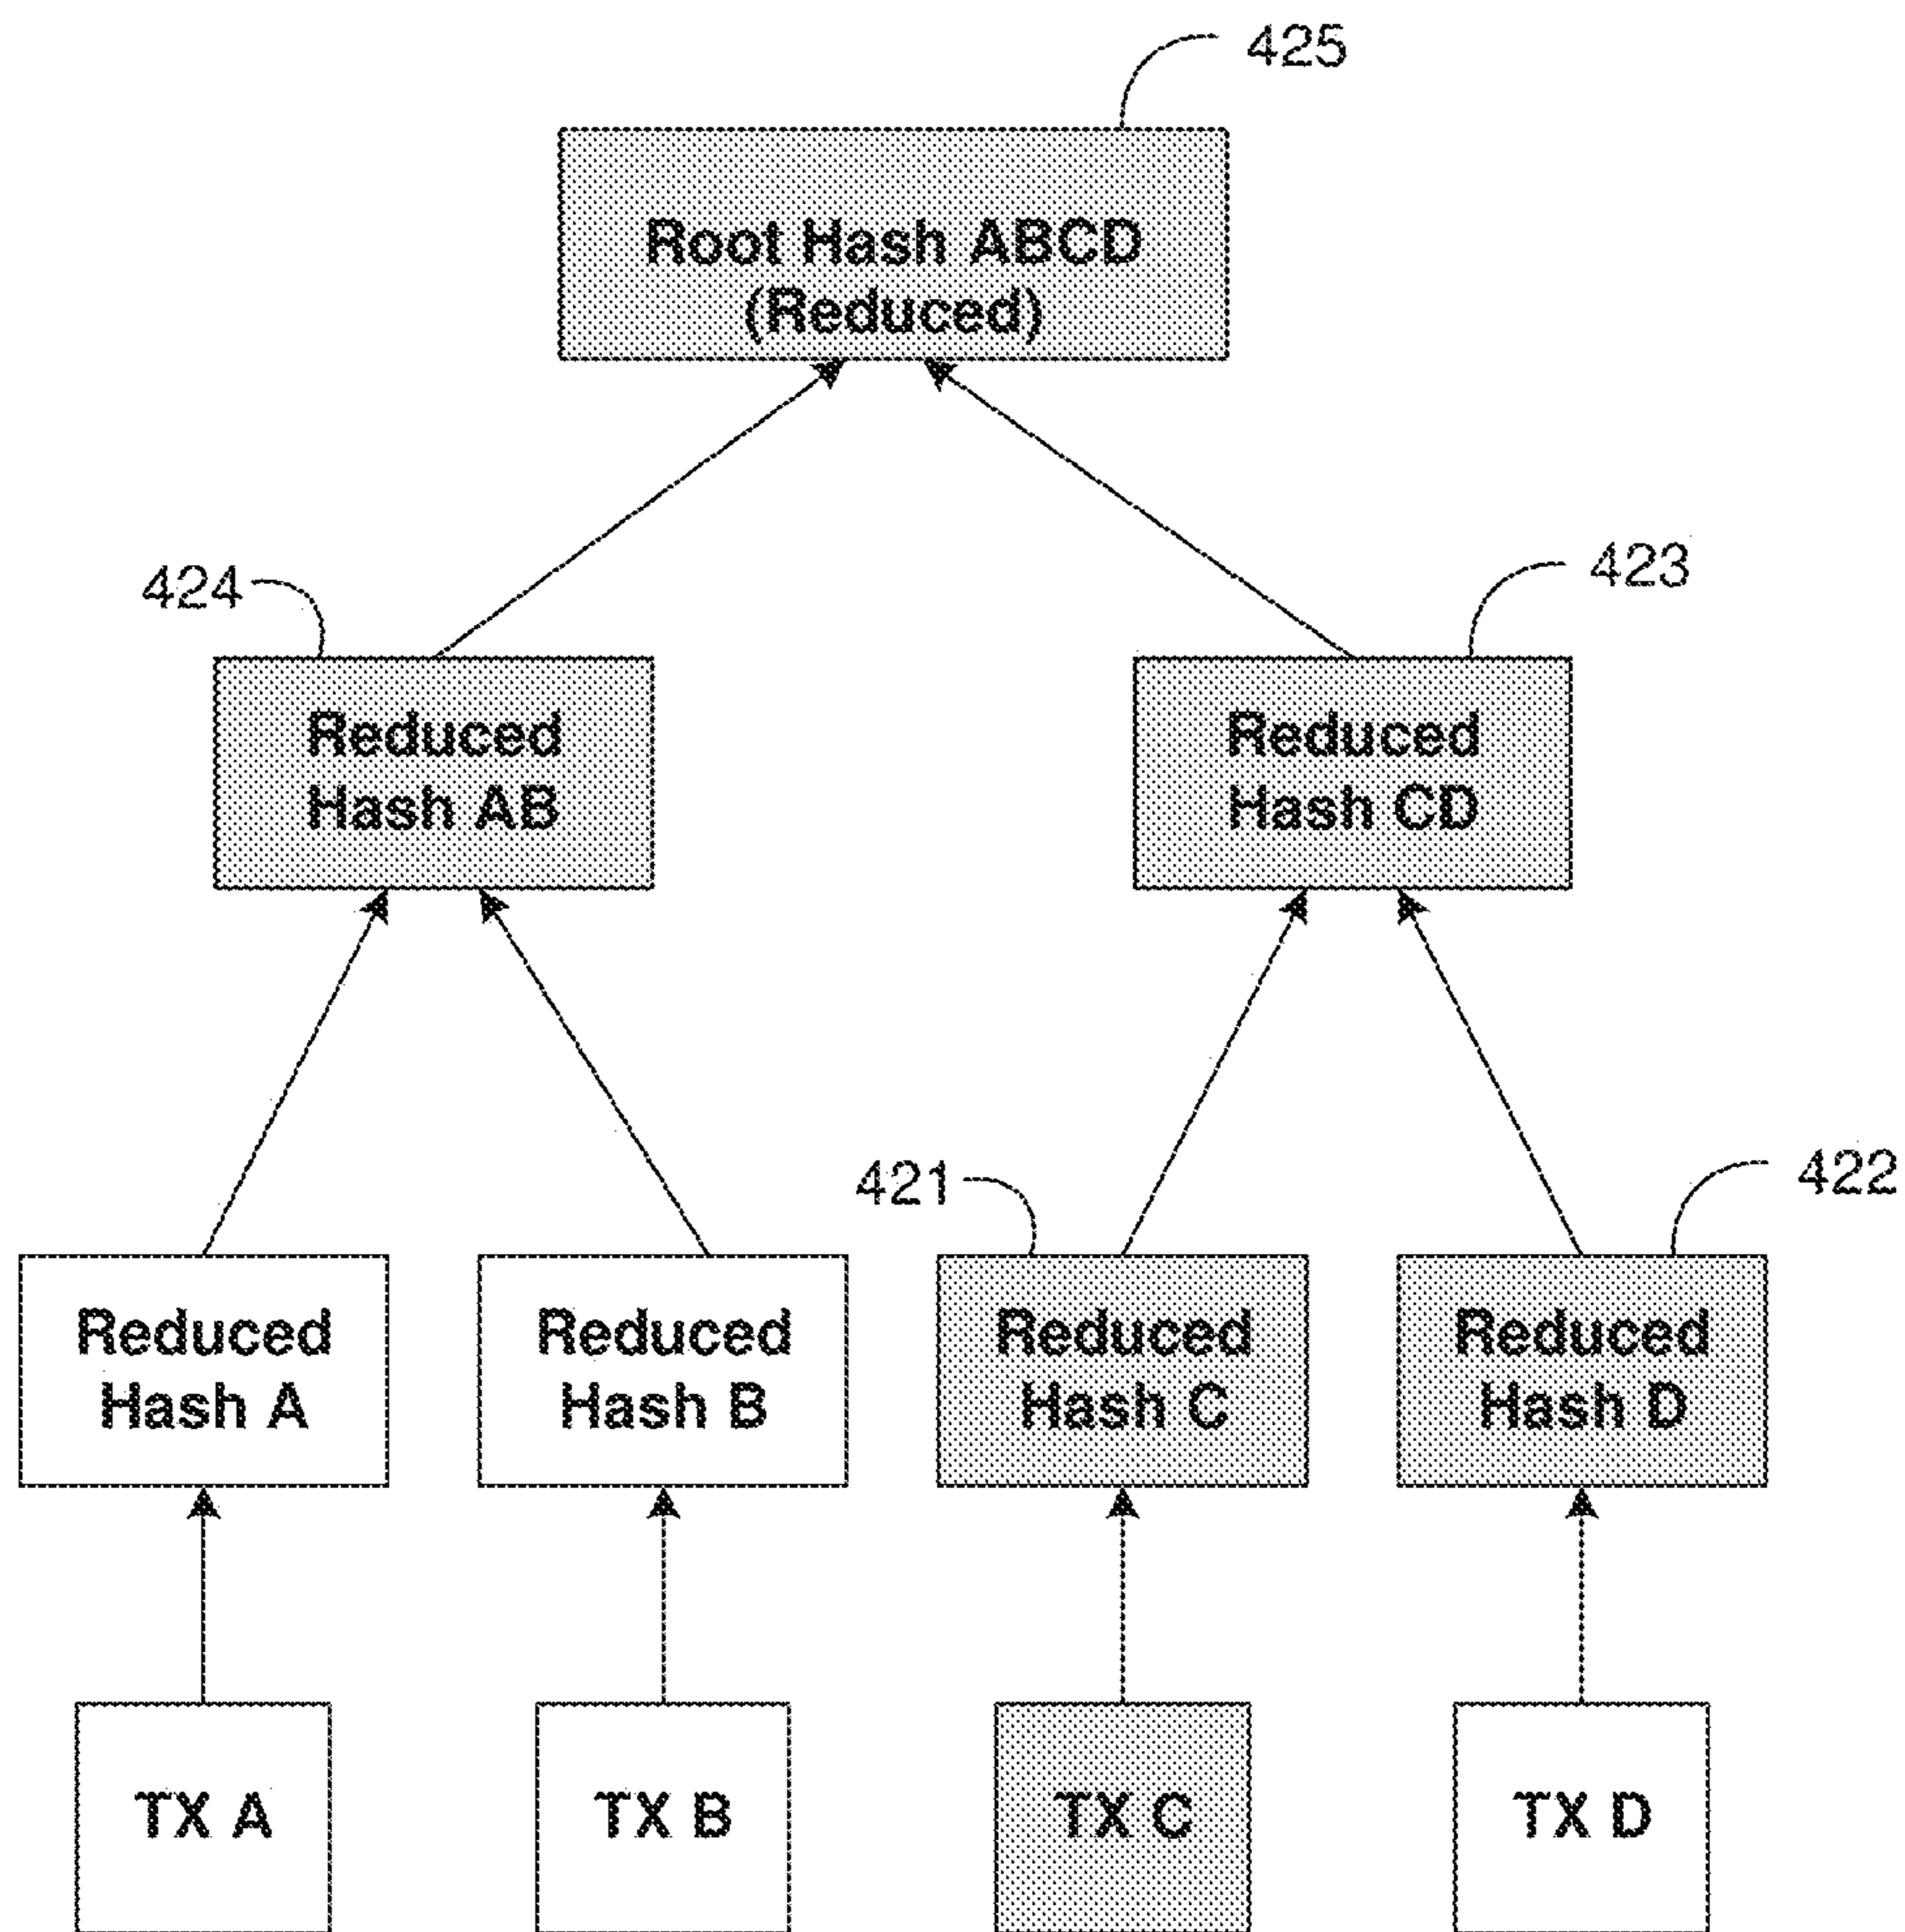 425
Root Hash ABCD
(Reduced)
424
423
Reduced
Hash AB
Reduced
Hash CD
421
422
Reduced
Hash A
Reduced
Hash B
Reduced
Hash C
Reduced
Hash D
TX A
TX B
TX C
TX D